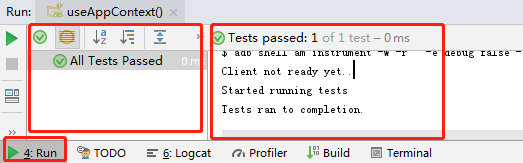 Run: useAppContext()
Tests passed: 1 of 1 test – 0 ms
All Tests Passed 0 ms
$ adb shell am instrument -w -r -e debug false -
Client not ready yet..
Started running tests
Tests ran to completion.
4: Run TODO 6: Logcat Profiler Build Terminal